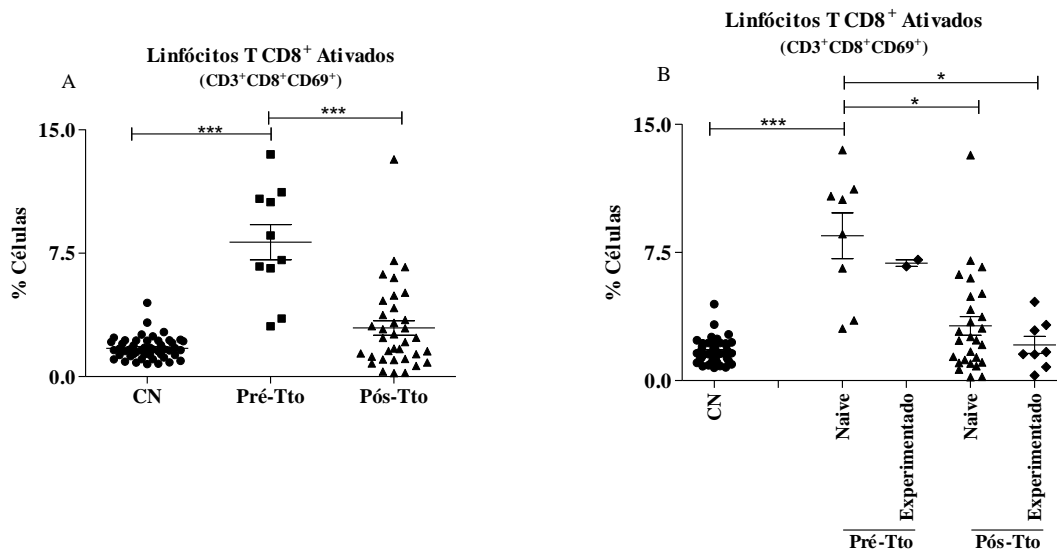 Linfócitos T CD8+ Ativados
(CD3+CD8+CD69+)
A
***
***
15.0
7.5
0.0
% Células
CN
Pré-Tto
Pós-Tto
Linfócitos T CD8+ Ativados
(CD3+CD8+CD69+)
B
*
*
***
15.0
7.5
0.0
% Células
CN
Naive
Experimentado
Naive
Experimentado
Pré-Tto
Pós-Tto